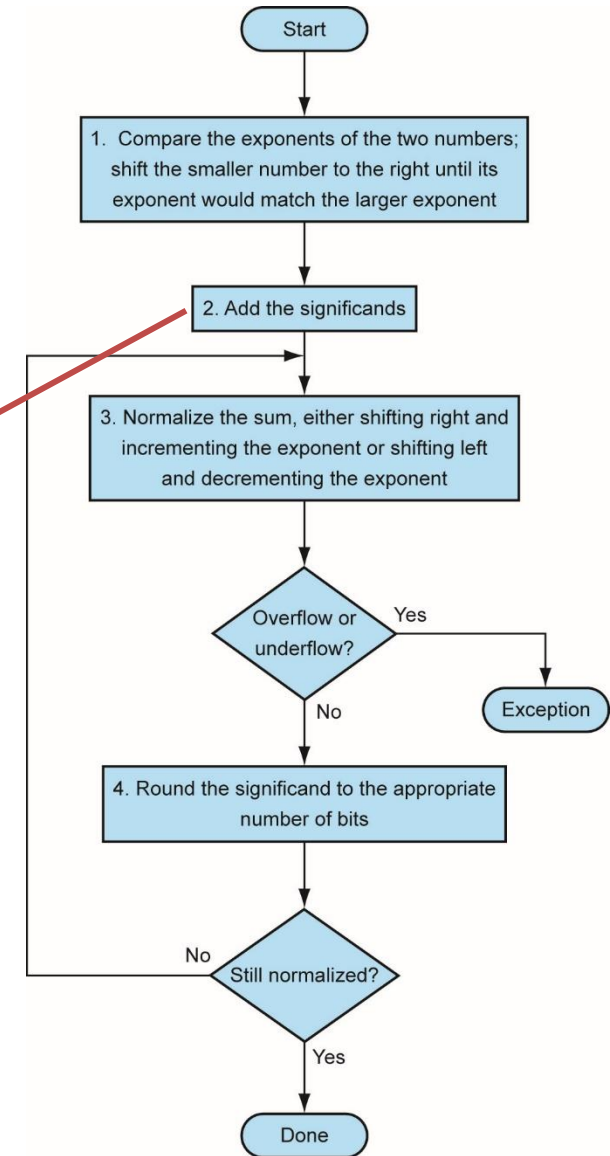 Start
1. Compare the exponents of the two numbers;
shift the smaller number to the right until its
exponent would match the larger exponent
2. Add the significands
3. Normalize the sum, either shifting right and
incrementing the exponent or shifting left
and decrementing the exponent
Overflow or
underflow?
Yes
Exception
No
4. Round the significand to the appropriate
number of bits
No
Still normalized?
Yes
Done